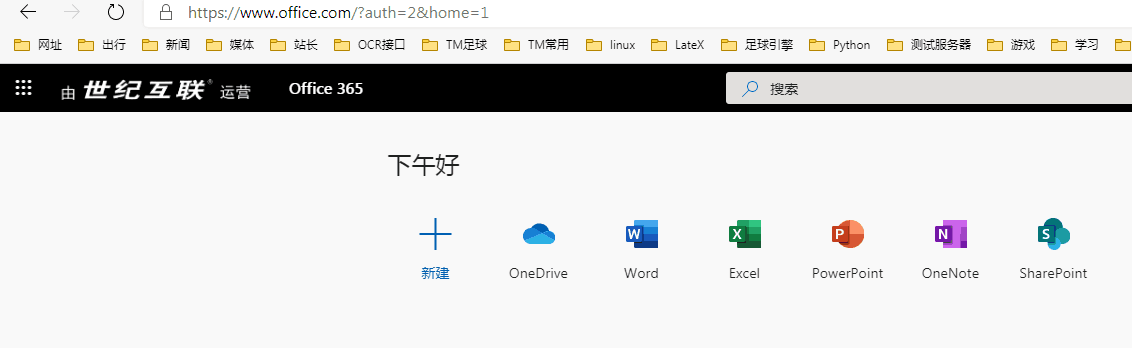 https://www.office.com/?auth=2&home=1
网址 出行 新闻 媒体 站长 OCR接口 TM足球 TM常用 linux LateX 足球引擎 Python 测试服务器 游戏 学习
由 世纪互联® 运营 Office 365 搜索
下午好
新建 OneDrive Word Excel PowerPoint OneNote SharePoint